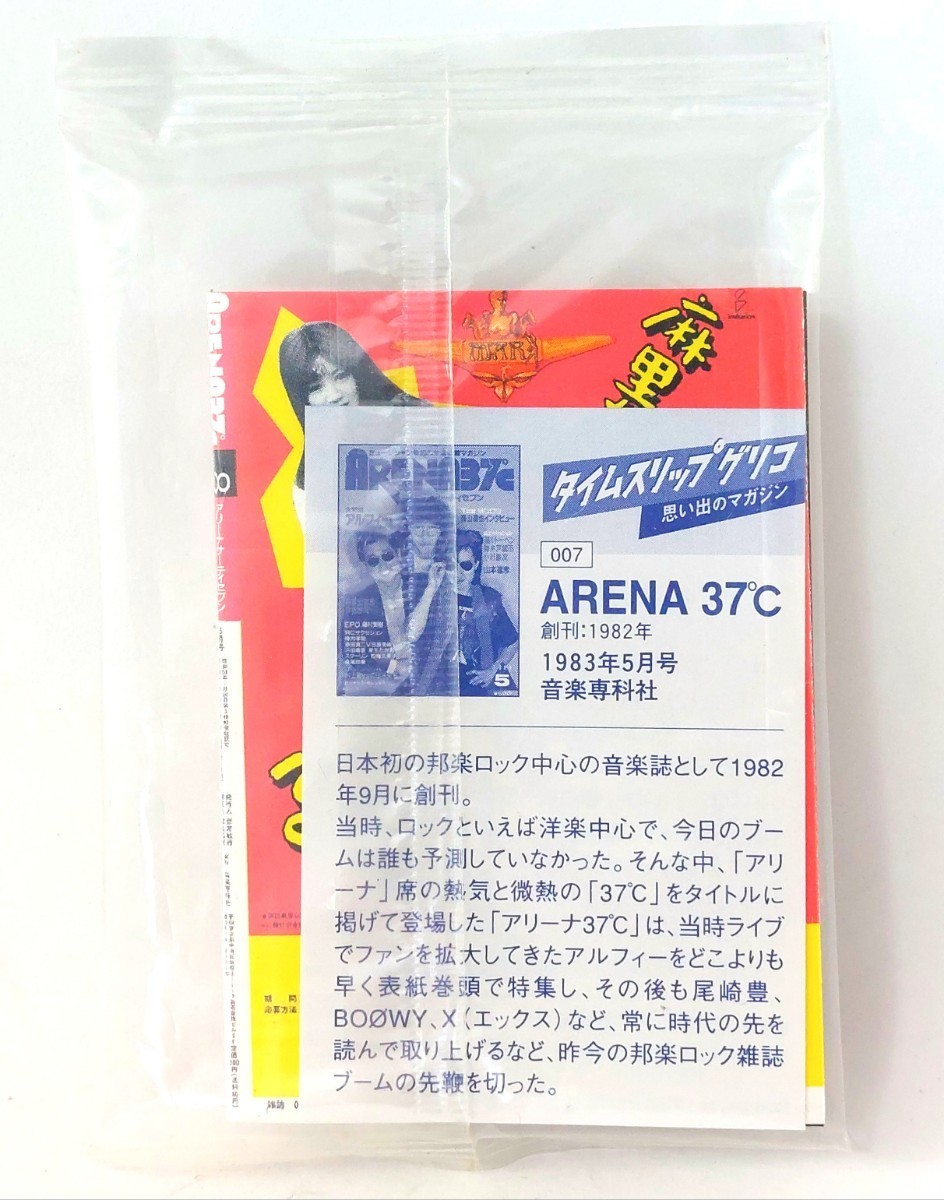 麻里
タイムスリップグリコ
思い出のマガジン
ARENA37℃
アルフィー
5
007
ARENA 37℃
創刊：1982年
1983年5月号
音楽専科社
日本初の邦楽ロック中心の音楽誌として1982
年9月に創刊。
当時、ロックといえば洋楽中心で、今日のブー
ムは誰も予測していなかった。そんな中、「アリ
ーナ」席の熱気と微熱の「37℃」をタイトルに
掲げて登場した「アリーナ37℃」は、当時ライブ
でファンを拡大してきたアルフィーをどこよりも
早く表紙巻頭で特集し、その後も尾崎豊、
BOØWY、X（エックス）など、常に時代の先を
読んで取り上げるなど、昨今の邦楽ロック雑誌
ブームの先鞭を切った。
期間
応募方法